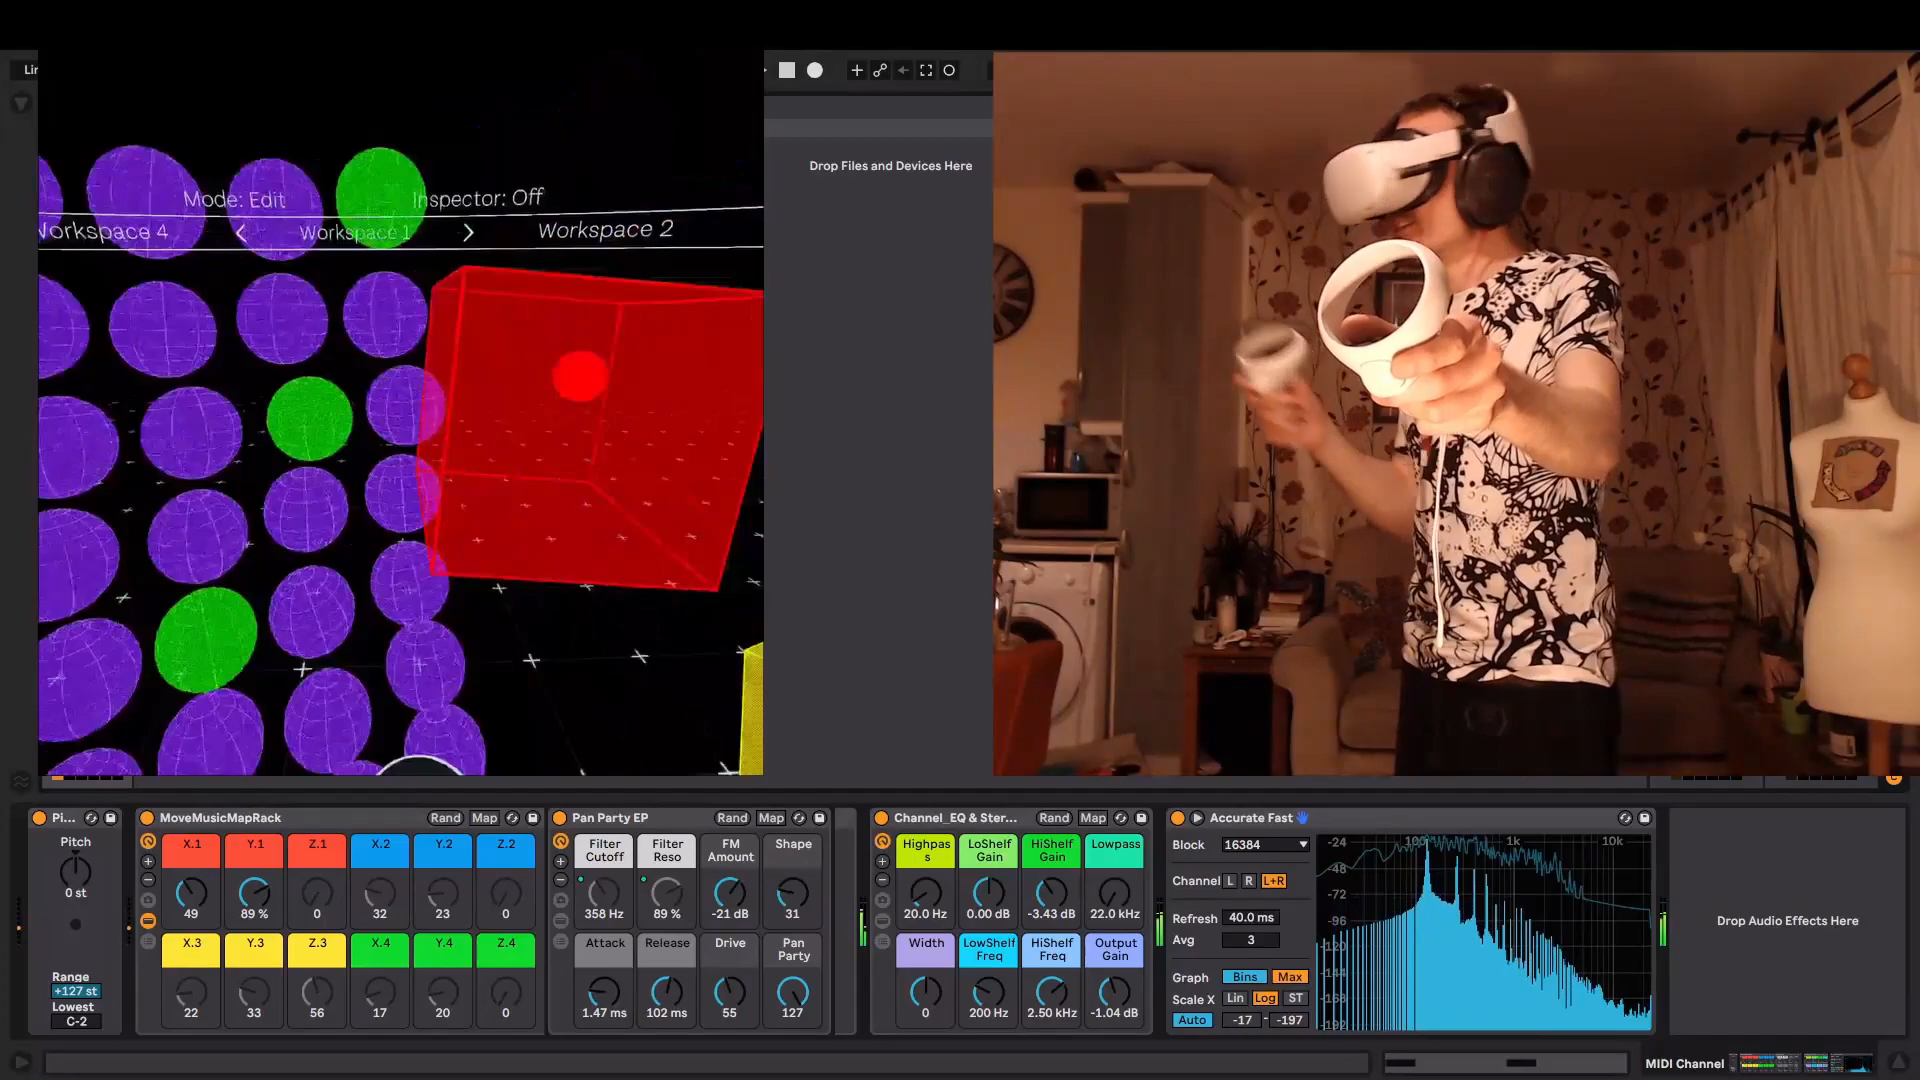 Mode: Edit
Inspector: Off
Workspace 4
<
Workspace 1
>
Workspace 2
Drop Files and Devices Here
Pi...
Pitch
0 st
Range
+127 st
Lowest
C-2
MoveMusicMapRack
Rand
Map
X.1 Y.1 Z.1 X.2 Y.2 Z.2
49 89 % 0 32 23 0
X.3 Y.3 Z.3 X.4 Y.4 Z.4
22 33 56 17 20 0
Pan Party EP
Rand
Map
Filter Filter FM Shape
Cutoff Reso Amount
358 Hz 89 % -21 dB 31
Attack Release Drive Pan
Party
1.47 ms 102 ms 55 127
Channel_EQ & Ster...
Rand
Map
Highpas LoShelf HiShelf Lowpass
s Gain Gain
20.0 Hz 0.00 dB -3.43 dB 22.0 kHz
Width LowShelf HiShelf Output
Freq Freq Gain
0 200 Hz 2.50 kHz -1.04 dB
Accurate Fast
Block 16384
Channel L R L+R
Refresh 40.0 ms
Avg 3
Graph Bins Max
Scale X Lin Log ST
Auto -17 - -197
-24
-48
-72
-96
-120
-144
-168
-192
100 1k 10k
Drop Audio Effects Here
MIDI Channel